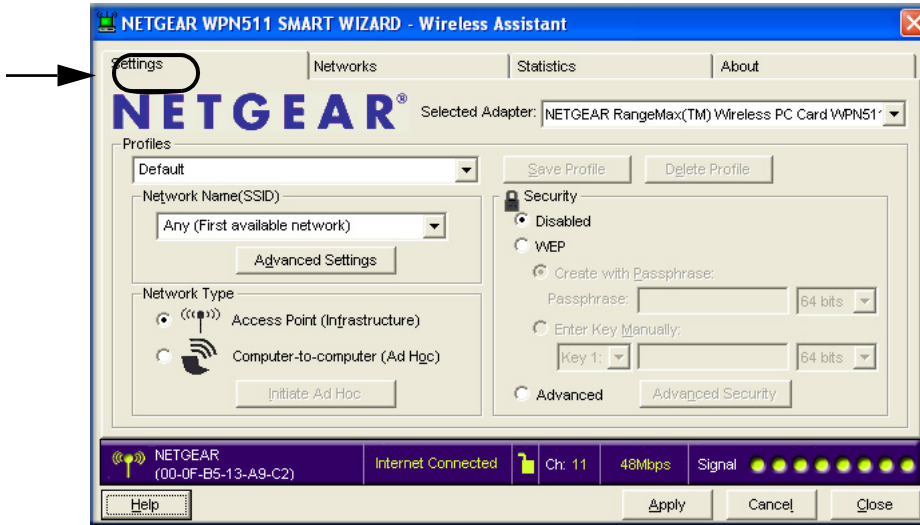 NETGEAR WPN511 SMART WIZARD - Wireless Assistant
Settings Networks Statistics About
NETGEAR® Selected Adapter: NETGEAR RangeMax(TM) Wireless PC Card WPN511
Profiles
Default Save Profile Delete Profile
Network Name(SSID) Security
Any (First available network) Disabled
WEP
Advanced Settings Create with Passphrase:
Network Type Passphrase: 64 bits
Access Point (Infrastructure) Enter Key Manually:
Computer-to-computer (Ad Hoc) Key 1: 64 bits
Initiate Ad Hoc Advanced Advanced Security
NETGEAR
(00-0F-B5-13-A9-C2) Internet Connected Ch: 11 48Mbps Signal
Help Apply Cancel Close